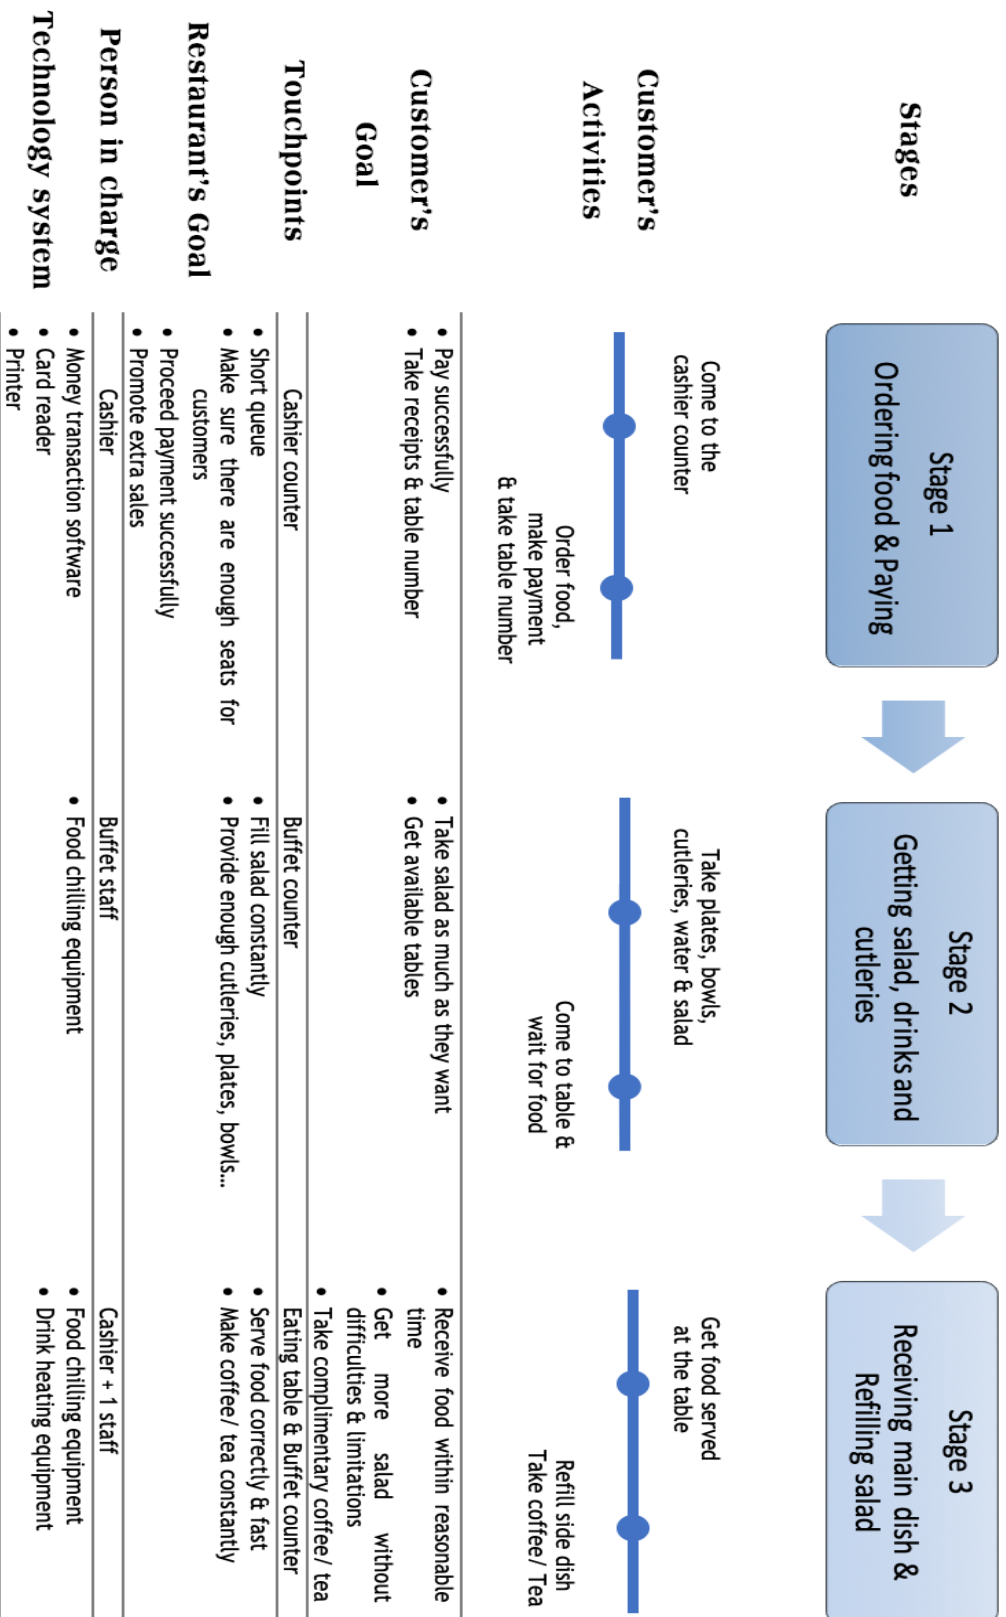 Stages
Stage 1
Ordering food & Paying
Stage 2
Getting salad, drinks and
cutleries
Stage 3
Receiving main dish &
Refilling salad
Customer's
Activities
Come to the
cashier counter
Order food,
make payment
& take table number
Take plates, bowls,
cutleries, water & salad
Come to table &
wait for food
Get food served
at the table
Refill side dish
Take coffee/ Tea
Customer's
Goal
• Pay successfully
• Take receipts & table number
• Take salad as much as they want
• Get available tables
• Receive food within reasonable
time
• Get more salad without
difficulties & limitations
• Take complimentary coffee/ tea
Touchpoints
Cashier counter
Buffet counter
Eating table & Buffet counter
Restaurant's Goal
• Short queue
• Make sure there are enough seats for
customers
• Proceed payment successfully
• Promote extra sales
• Fill salad constantly
• Provide enough cutleries, plates, bowls...
• Serve food correctly & fast
• Make coffee/ tea constantly
Person in charge
Cashier
Buffet staff
Cashier + 1 staff
Technology system
• Money transaction software
• Card reader
• Printer
• Food chilling equipment
• Food chilling equipment
• Drink heating equipment